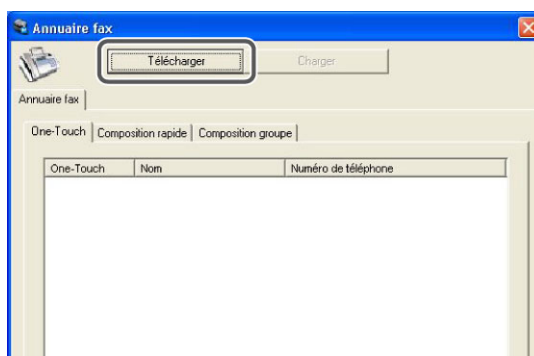 Annuaire fax
Télécharger Charger
Annuaire fax
One-Touch Composition rapide Composition groupe
One-Touch Nom Numéro de téléphone